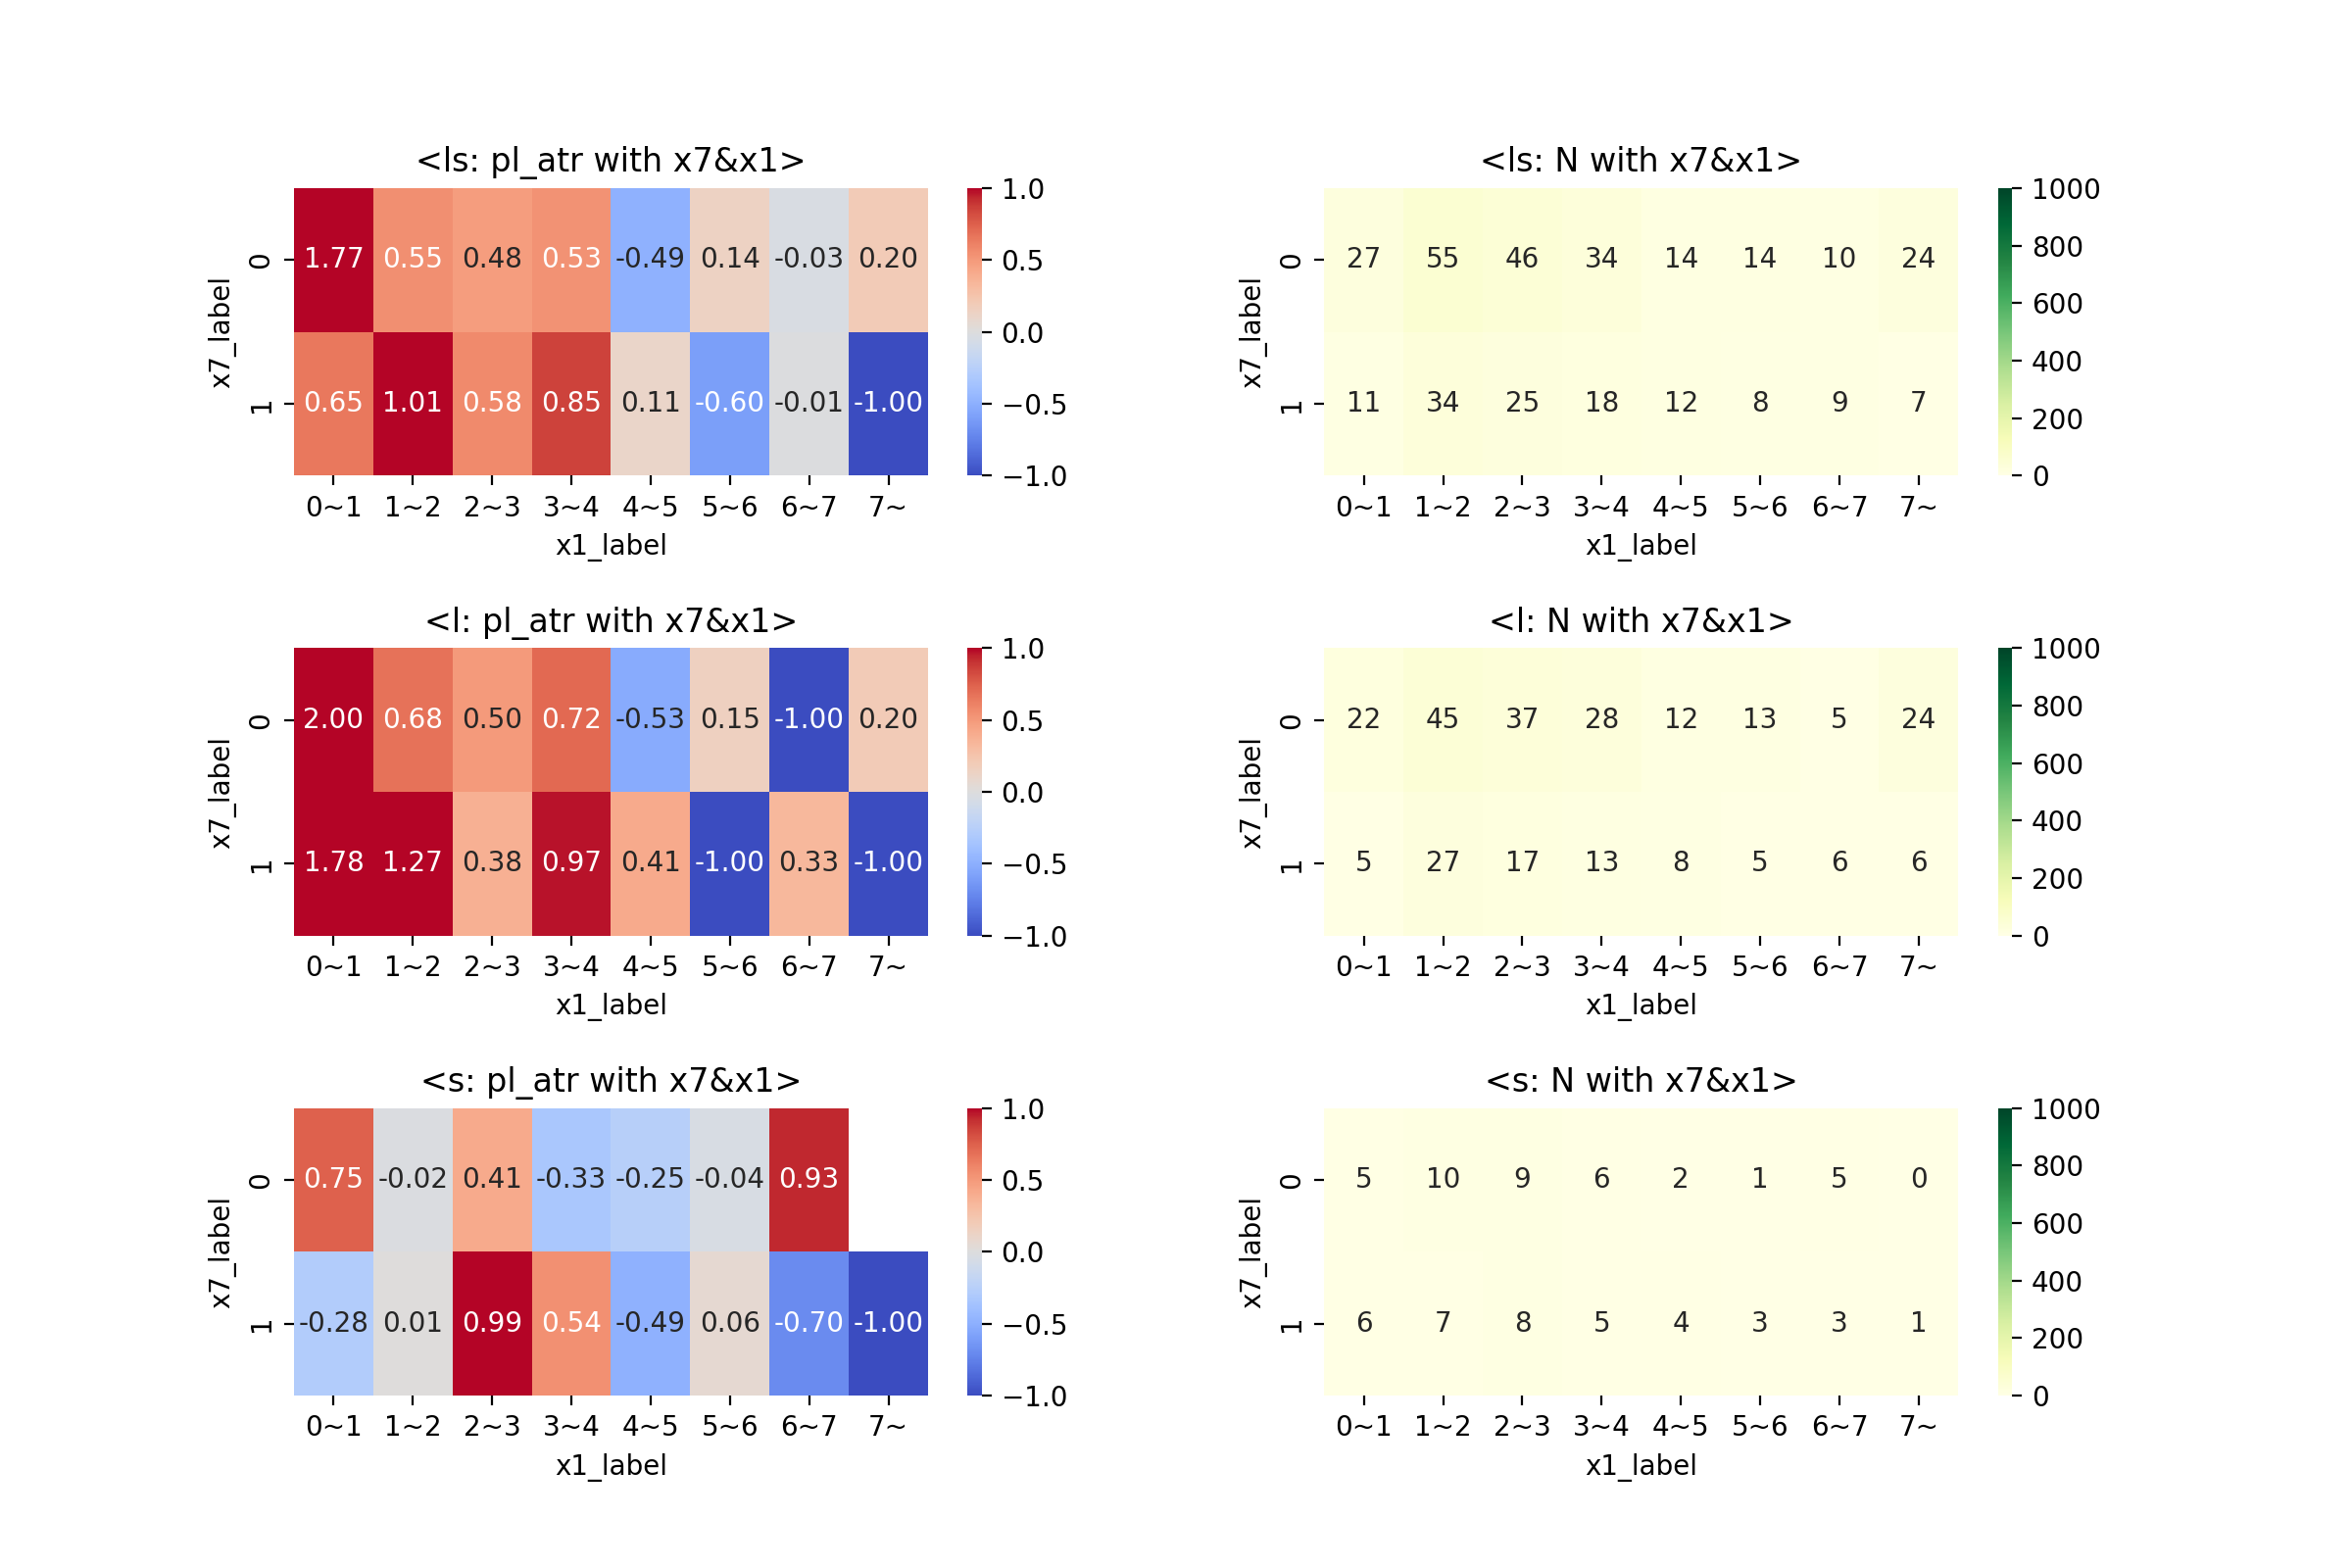 <ls: pl_atr with x7&x1>
x7_label
0
1.77 0.55 0.48 0.53 -0.49 0.14 -0.03 0.20
1
0.65 1.01 0.58 0.85 0.11 -0.60 -0.01 -1.00
0~1 1~2 2~3 3~4 4~5 5~6 6~7 7~
x1_label
1.0
0.5
0.0
−0.5
−1.0
<ls: N with x7&x1>
x7_label
0
27 55 46 34 14 14 10 24
1
11 34 25 18 12 8 9 7
0~1 1~2 2~3 3~4 4~5 5~6 6~7 7~
x1_label
1000
800
600
400
200
0
<l: pl_atr with x7&x1>
x7_label
0
2.00 0.68 0.50 0.72 -0.53 0.15 -1.00 0.20
1
1.78 1.27 0.38 0.97 0.41 -1.00 0.33 -1.00
0~1 1~2 2~3 3~4 4~5 5~6 6~7 7~
x1_label
1.0
0.5
0.0
−0.5
−1.0
<l: N with x7&x1>
x7_label
0
22 45 37 28 12 13 5 24
1
5 27 17 13 8 5 6 6
0~1 1~2 2~3 3~4 4~5 5~6 6~7 7~
x1_label
1000
800
600
400
200
0
<s: pl_atr with x7&x1>
x7_label
0
0.75 -0.02 0.41 -0.33 -0.25 -0.04 0.93
1
-0.28 0.01 0.99 0.54 -0.49 0.06 -0.70 -1.00
0~1 1~2 2~3 3~4 4~5 5~6 6~7 7~
x1_label
1.0
0.5
0.0
−0.5
−1.0
<s: N with x7&x1>
x7_label
0
5 10 9 6 2 1 5 0
1
6 7 8 5 4 3 3 1
0~1 1~2 2~3 3~4 4~5 5~6 6~7 7~
x1_label
1000
800
600
400
200
0